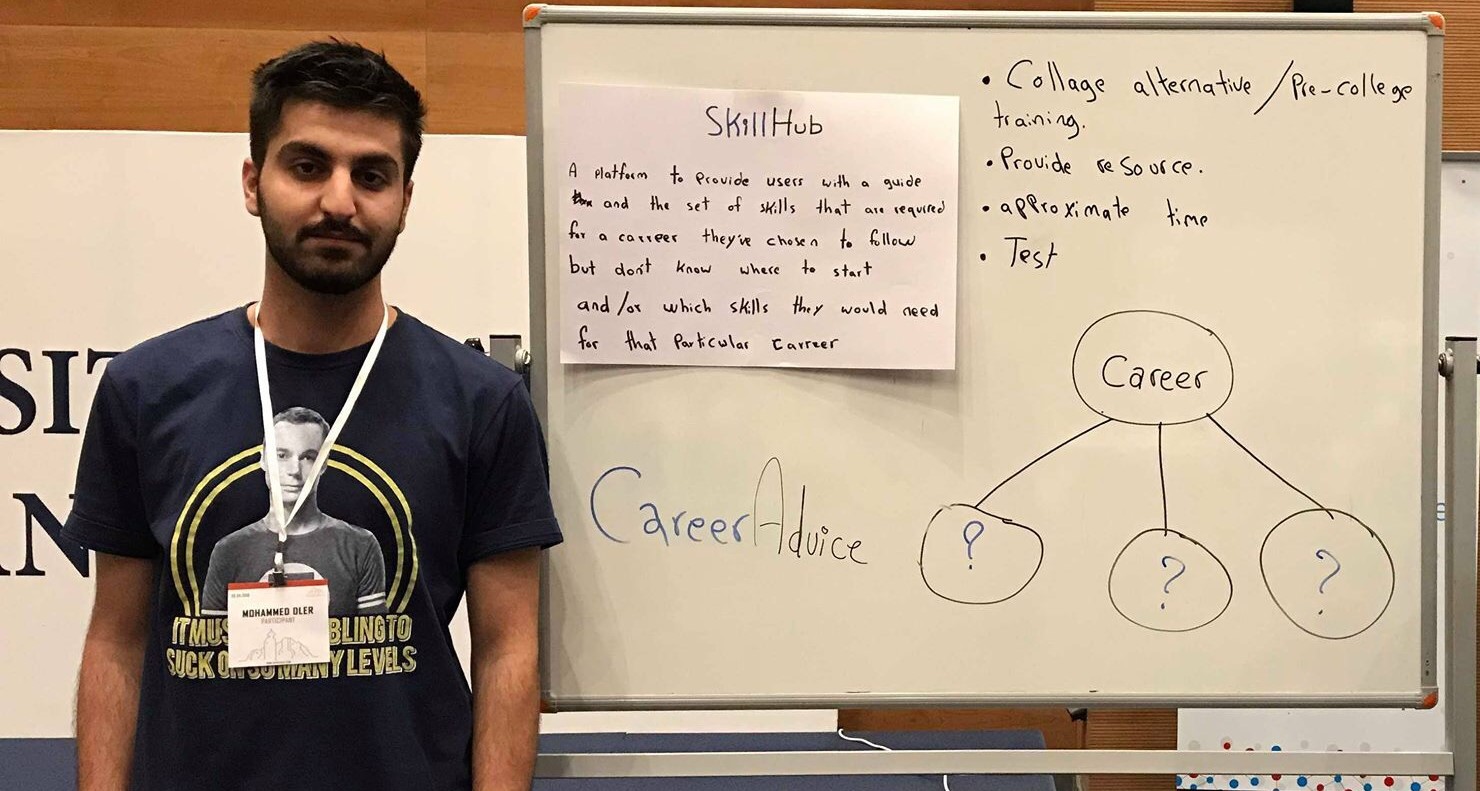 SkillHub
A platform to Provide users with a guide
and the set of skills that are required
for a carreer they've chosen to follow
but don't know where to start
and/or which skills they would need
for that Particular carreer
• Collage alternative / Pre-college
training.
• Provide resource.
• approximate time
• Test
Career
?
?
?
CareerAdvice
SIT
AN
MOHAMMED DLER
PARTICIPANT
IT MUS BLING TO
SUCK ON SO MANY LEVELS